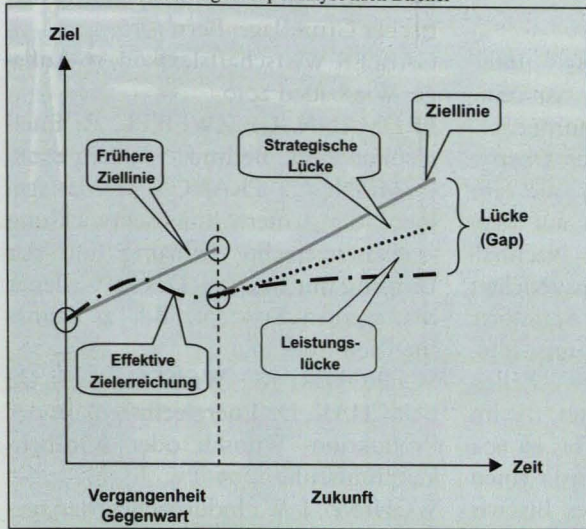 Ziel
Frühere
Ziellinie
Strategische
Lücke
Ziellinie
Lücke
(Gap)
Effektive
Zielerreichung
Leistungs-
lücke
Zeit
Vergangenheit
Gegenwart
Zukunft